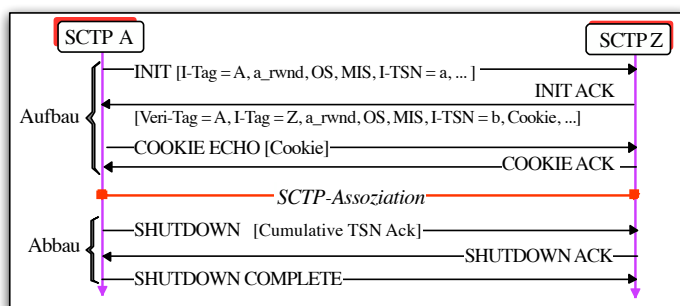 SCTP A
SCTP Z
INIT [I-Tag = A, a_rwnd, OS, MIS, I-TSN = a, ... ]
INIT ACK
Aufbau
[Veri-Tag = A, I-Tag = Z, a_rwnd, OS, MIS, I-TSN = b, Cookie, ...]
COOKIE ECHO [Cookie]
COOKIE ACK
SCTP-Assoziation
SHUTDOWN [Cumulative TSN Ack]
Abbau
SHUTDOWN ACK
SHUTDOWN COMPLETE